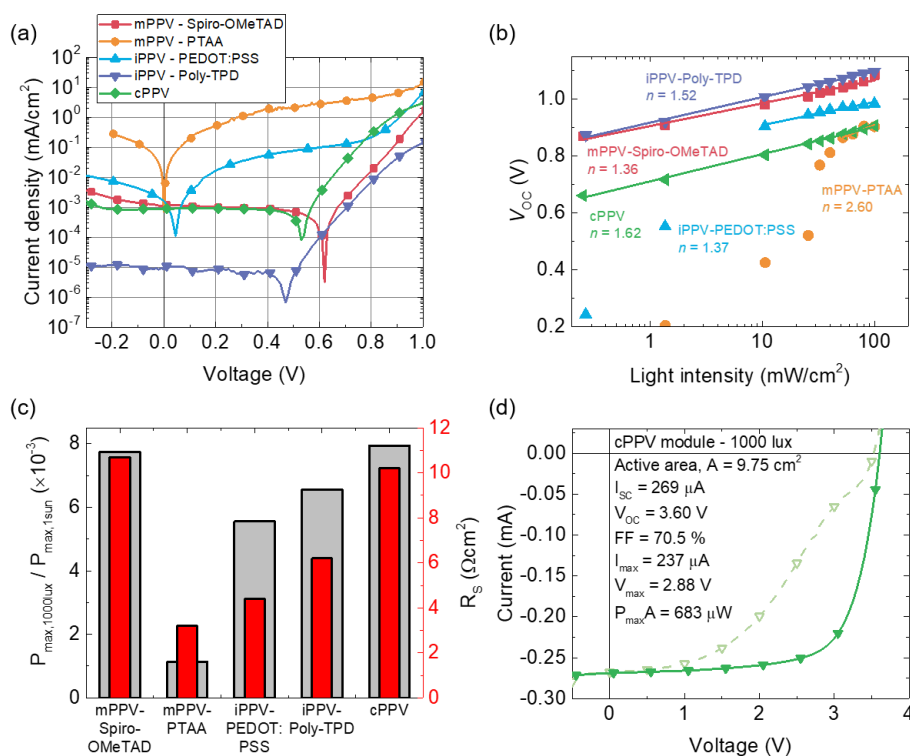 (a)
mPPV - Spiro-OMeTAD
mPPV - PTAA
iPPV - PEDOT:PSS
iPPV - Poly-TPD
cPPV
Current density (mA/cm²)
10²
10¹
10⁰
10⁻¹
10⁻²
10⁻³
10⁻⁴
10⁻⁵
10⁻⁶
10⁻⁷
-0.2 0.0 0.2 0.4 0.6 0.8 1.0
Voltage (V)
(b)
V_OC (V)
1.0
0.8
0.6
0.4
0.2
iPPV-Poly-TPD
n = 1.52
mPPV-Spiro-OMeTAD
n = 1.36
mPPV-PTAA
n = 2.60
cPPV
n = 1.62
iPPV-PEDOT:PSS
n = 1.37
1 10 100
Light intensity (mW/cm²)
(c)
P_max,1000lux / P_max,1sun (×10⁻³)
8
6
4
2
0
12
10
8
6
4
2
0
R_S (Ωcm²)
mPPV-
Spiro-
OMeTAD
mPPV-
PTAA
iPPV-
PEDOT:
PSS
iPPV-
Poly-TPD
cPPV
(d)
Current (mA)
0.00
-0.05
-0.10
-0.15
-0.20
-0.25
-0.30
cPPV module - 1000 lux
Active area, A = 9.75 cm²
I_SC = 269 μA
V_OC = 3.60 V
FF = 70.5 %
I_max = 237 μA
V_max = 2.88 V
P_maxA = 683 μW
0 1 2 3 4
Voltage (V)